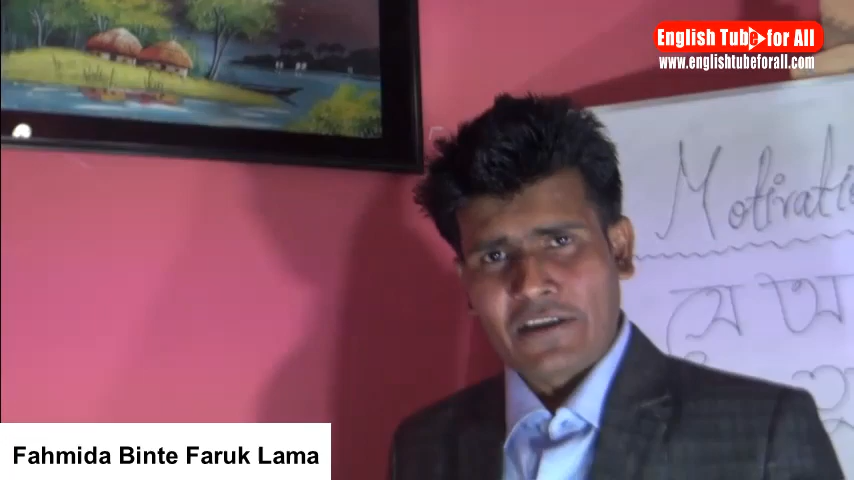 English Tube for All
www.englishtubeforall.com
Motivati
যে অ
Fahmida Binte Faruk Lama